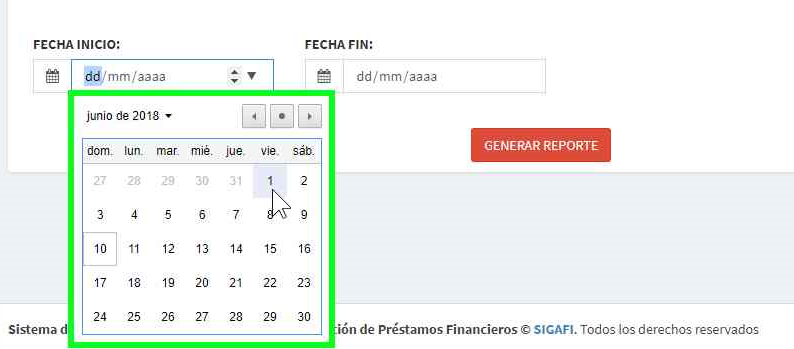 FECHA INICIO: FECHA FIN:
dd/mm/aaaa dd/mm/aaaa
junio de 2018
dom. lun. mar. mié. jue. vie. sáb.
27 28 29 30 31 1 2
3 4 5 6 7 8 9
10 11 12 13 14 15 16
17 18 19 20 21 22 23
24 25 26 27 28 29 30
GENERAR REPORTE
Sistema d ión de Préstamos Financieros © SIGAFI. Todos los derechos reservados